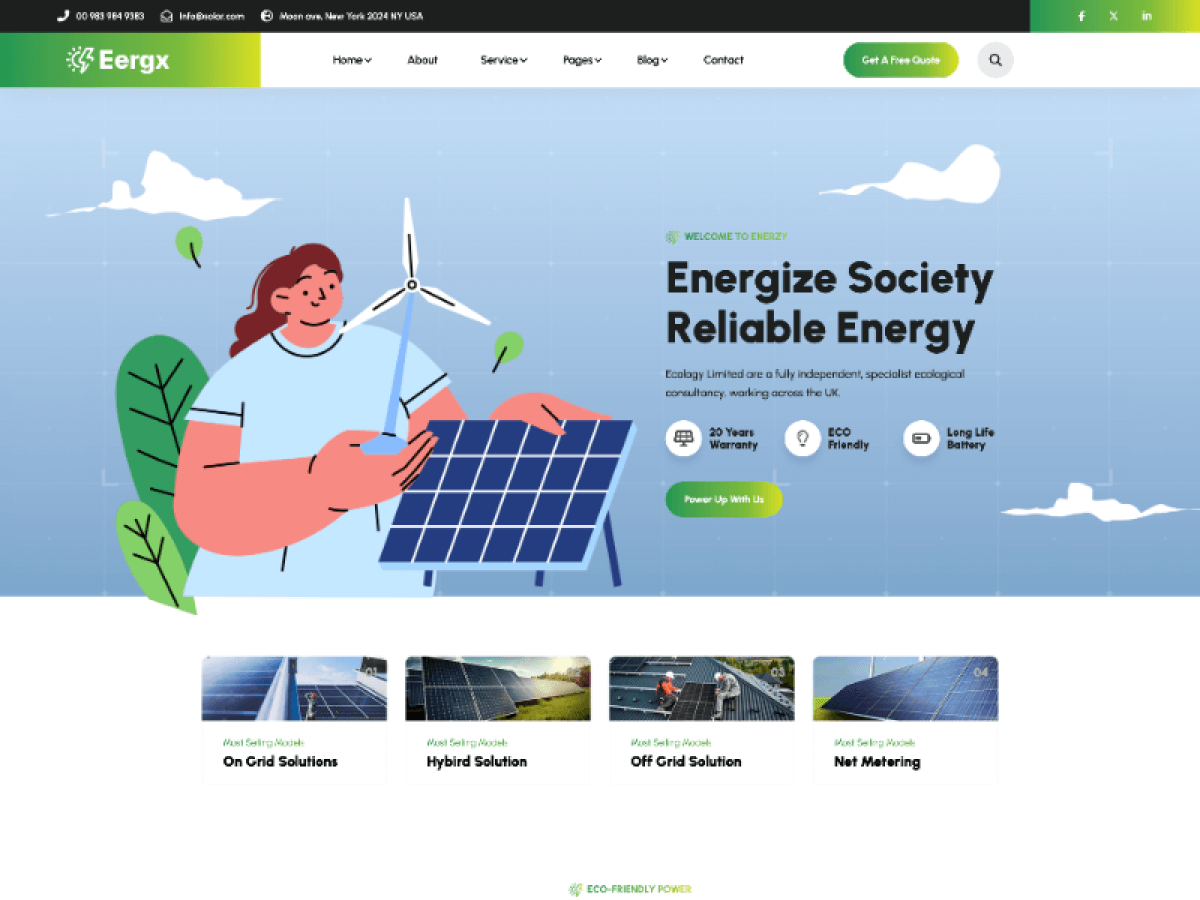 00 983 984 9383 Info@solar.com Moon ave, New York 2024 NY USA
Eergx
Home About Service Pages Blog Contact
Get A Free Quote
WELCOME TO ENERZY
Energize Society
Reliable Energy
Ecology Limited are a fully independent, specialist ecological
consultancy, working across the UK.
20 Years
Warranty
ECO
Friendly
Long Life
Battery
Power Up With Us
01
03
04
Most Selling Models
On Grid Solutions
Most Selling Models
Hybird Solution
Most Selling Models
Off Grid Solution
Most Selling Models
Net Metering
ECO-FRIENDLY POWER